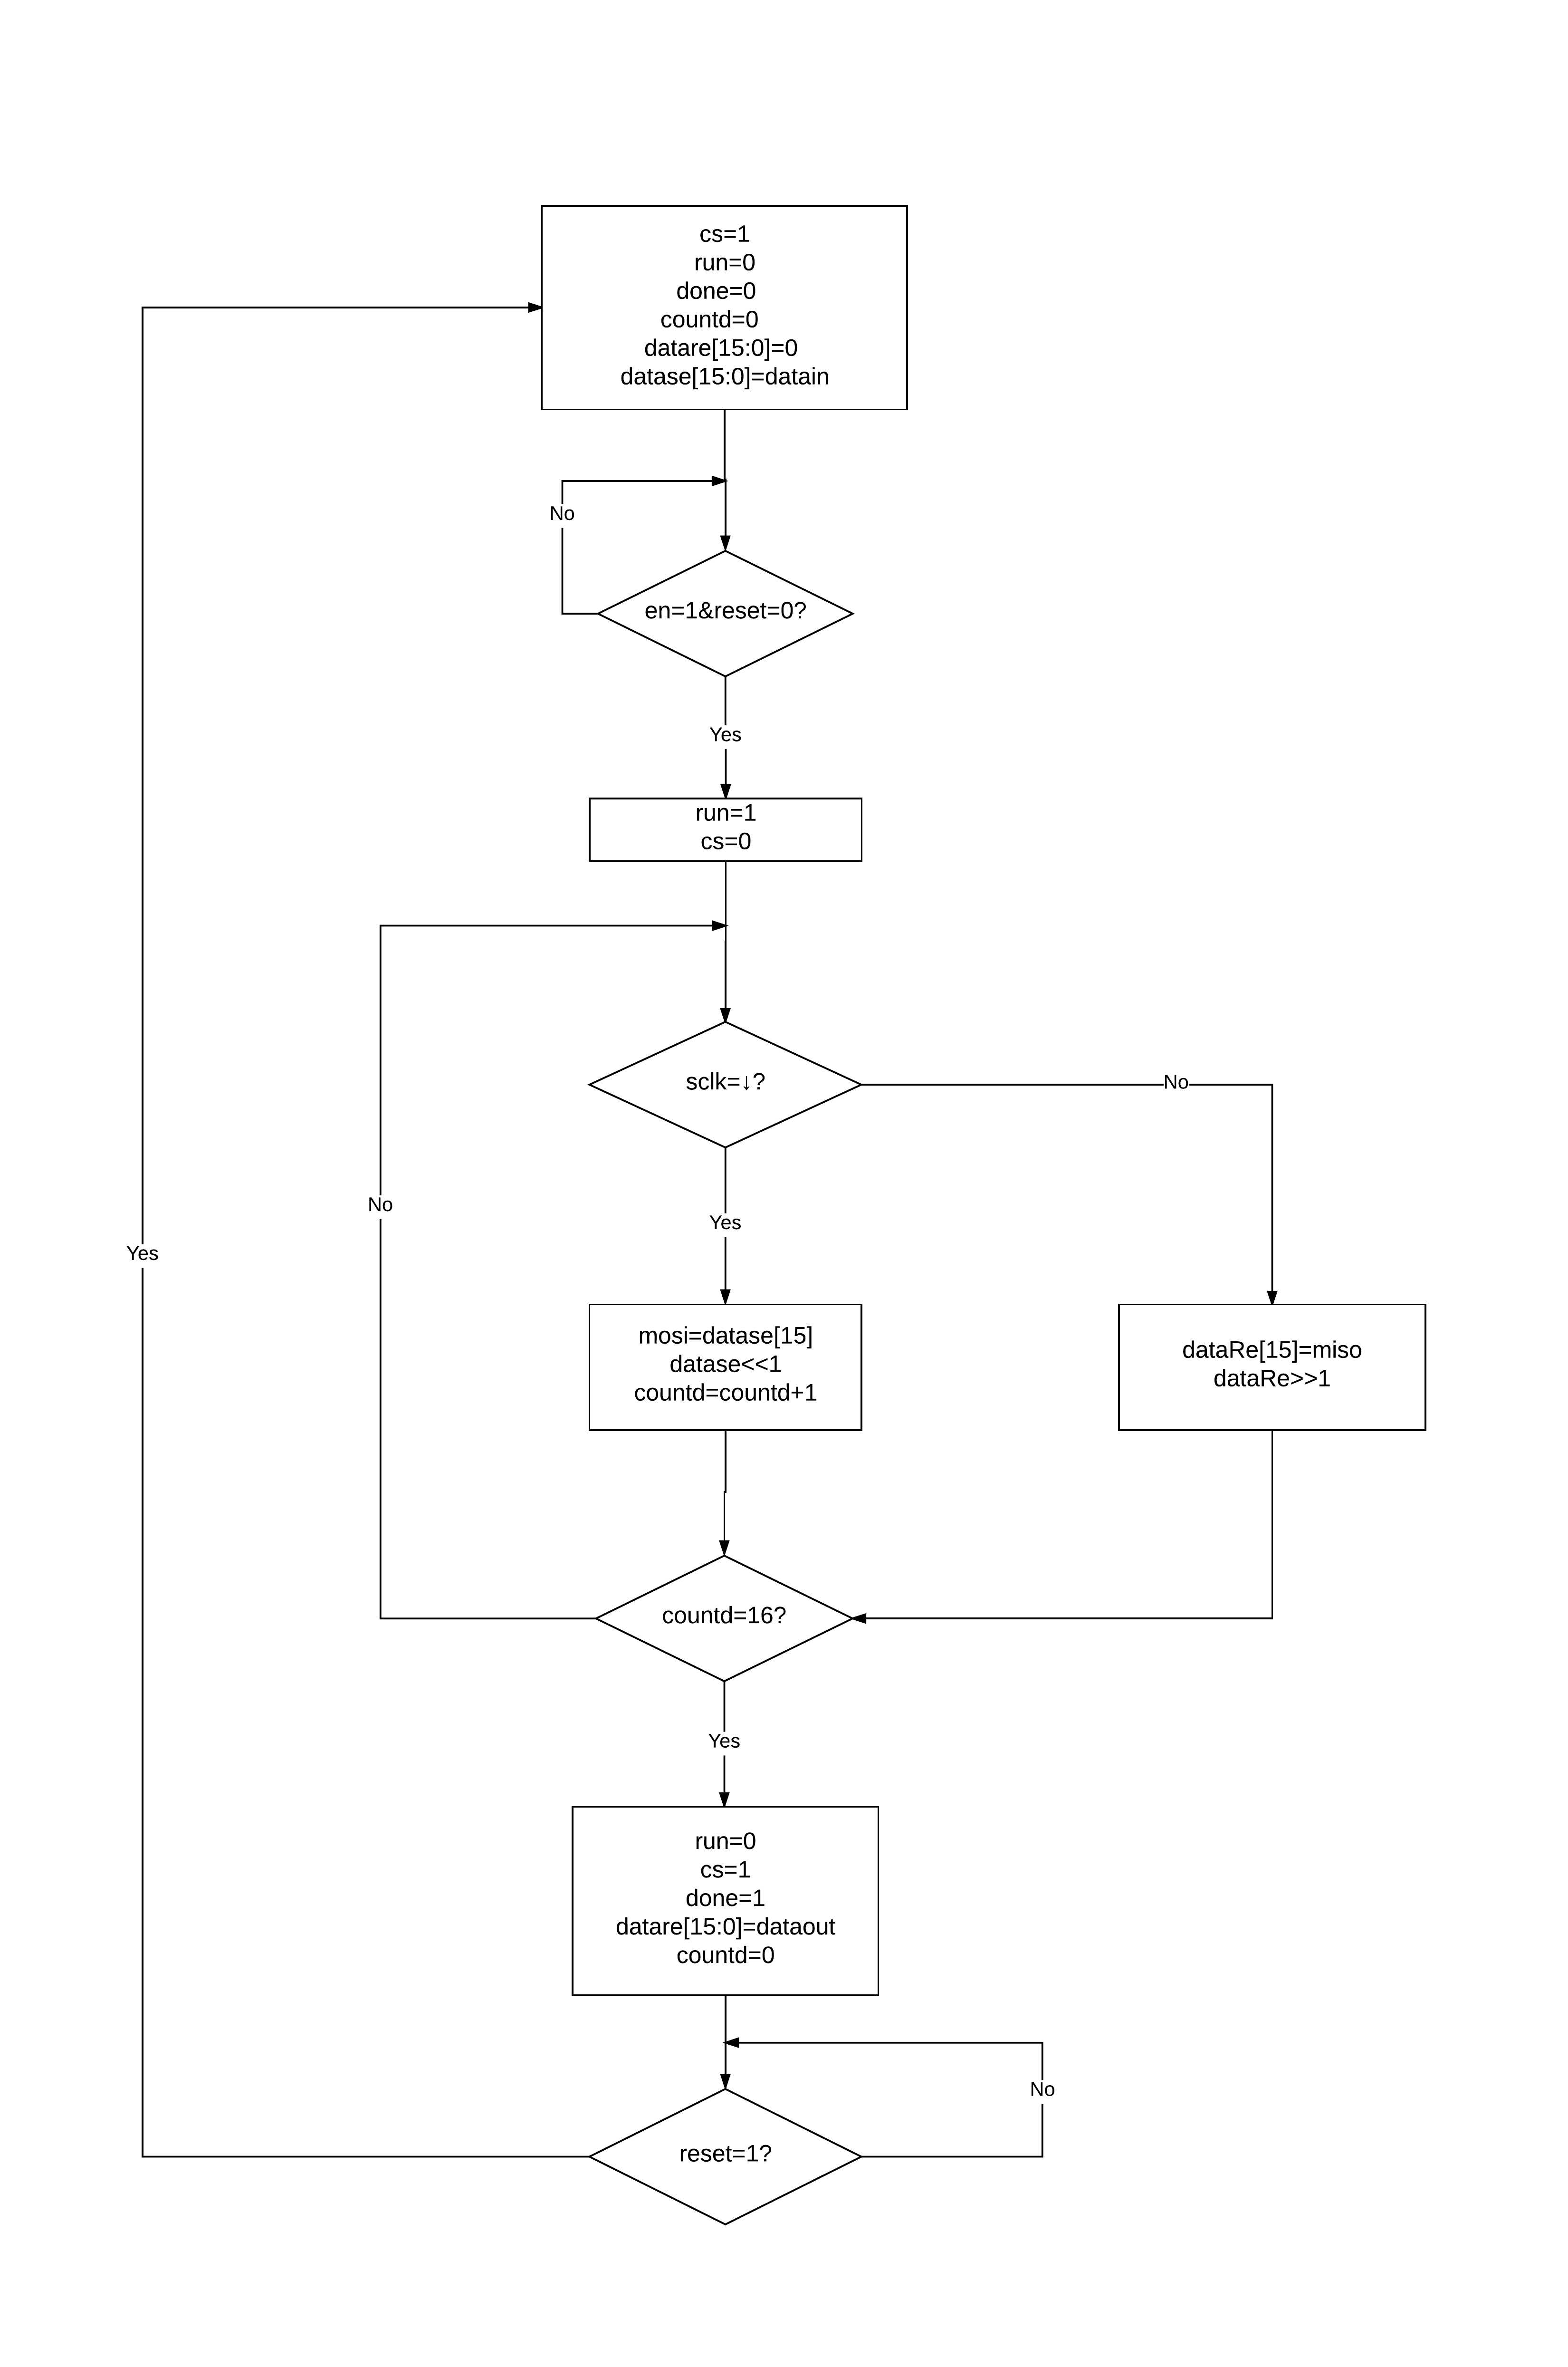 cs=1
run=0
done=0
countd=0
datare[15:0]=0
datase[15:0]=datain
No
en=1&reset=0?
Yes
run=1
cs=0
sclk=↓?
No
No
Yes
Yes
mosi=datase[15]
datase<<1
countd=countd+1
dataRe[15]=miso
dataRe>>1
countd=16?
Yes
run=0
cs=1
done=1
datare[15:0]=dataout
countd=0
No
reset=1?